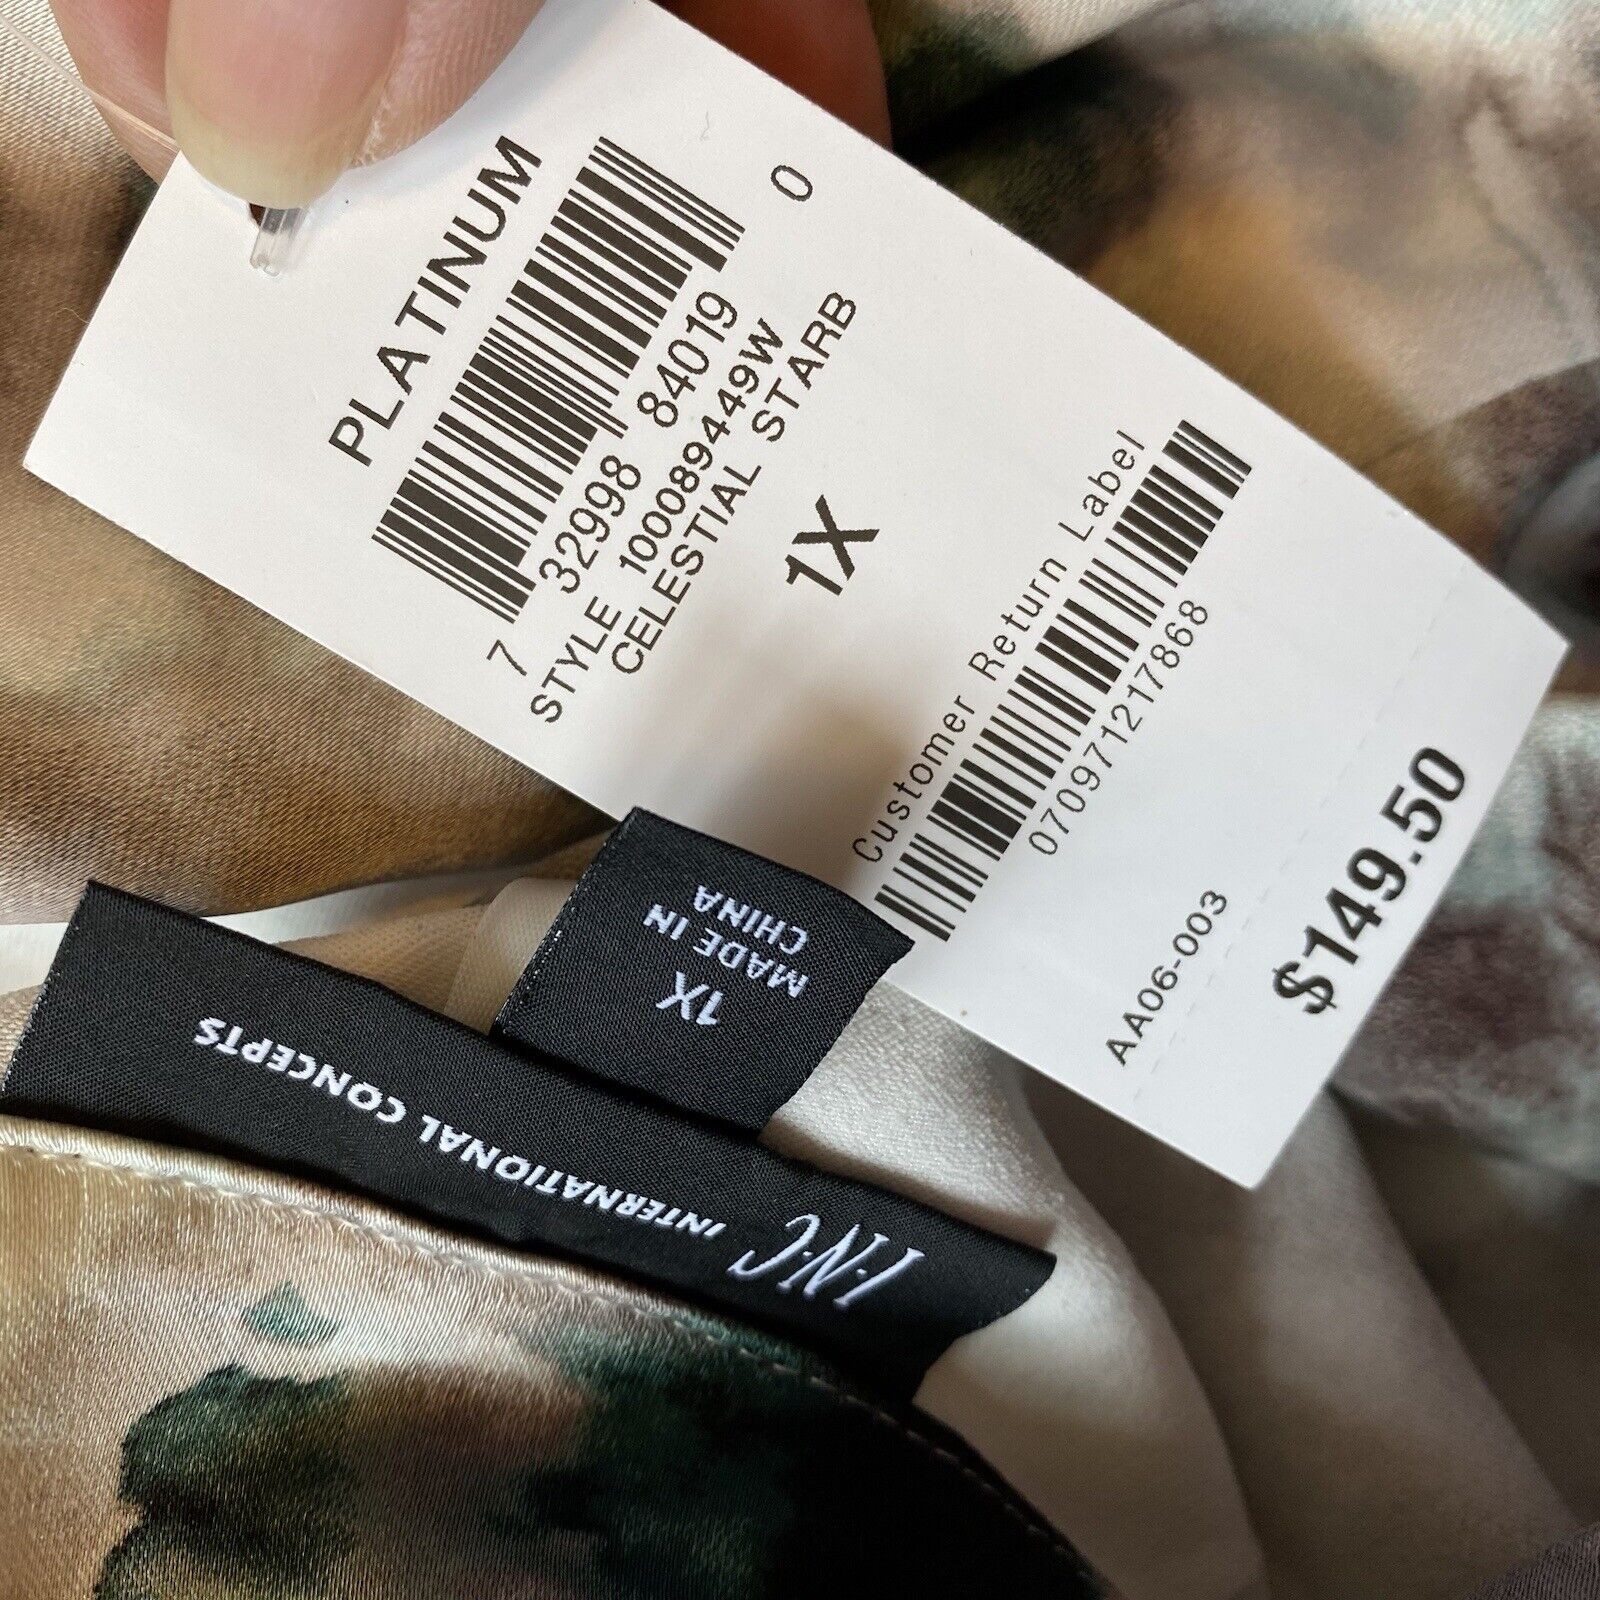 PLATINUM
7 32998 84019 0
STYLE 100089449W
CELESTIAL STARB
1X
Customer Return Label
070971217868
AA06-003
$149.50
1X
MADE IN
CHINA
I·N·C INTERNATIONAL CONCEPTS